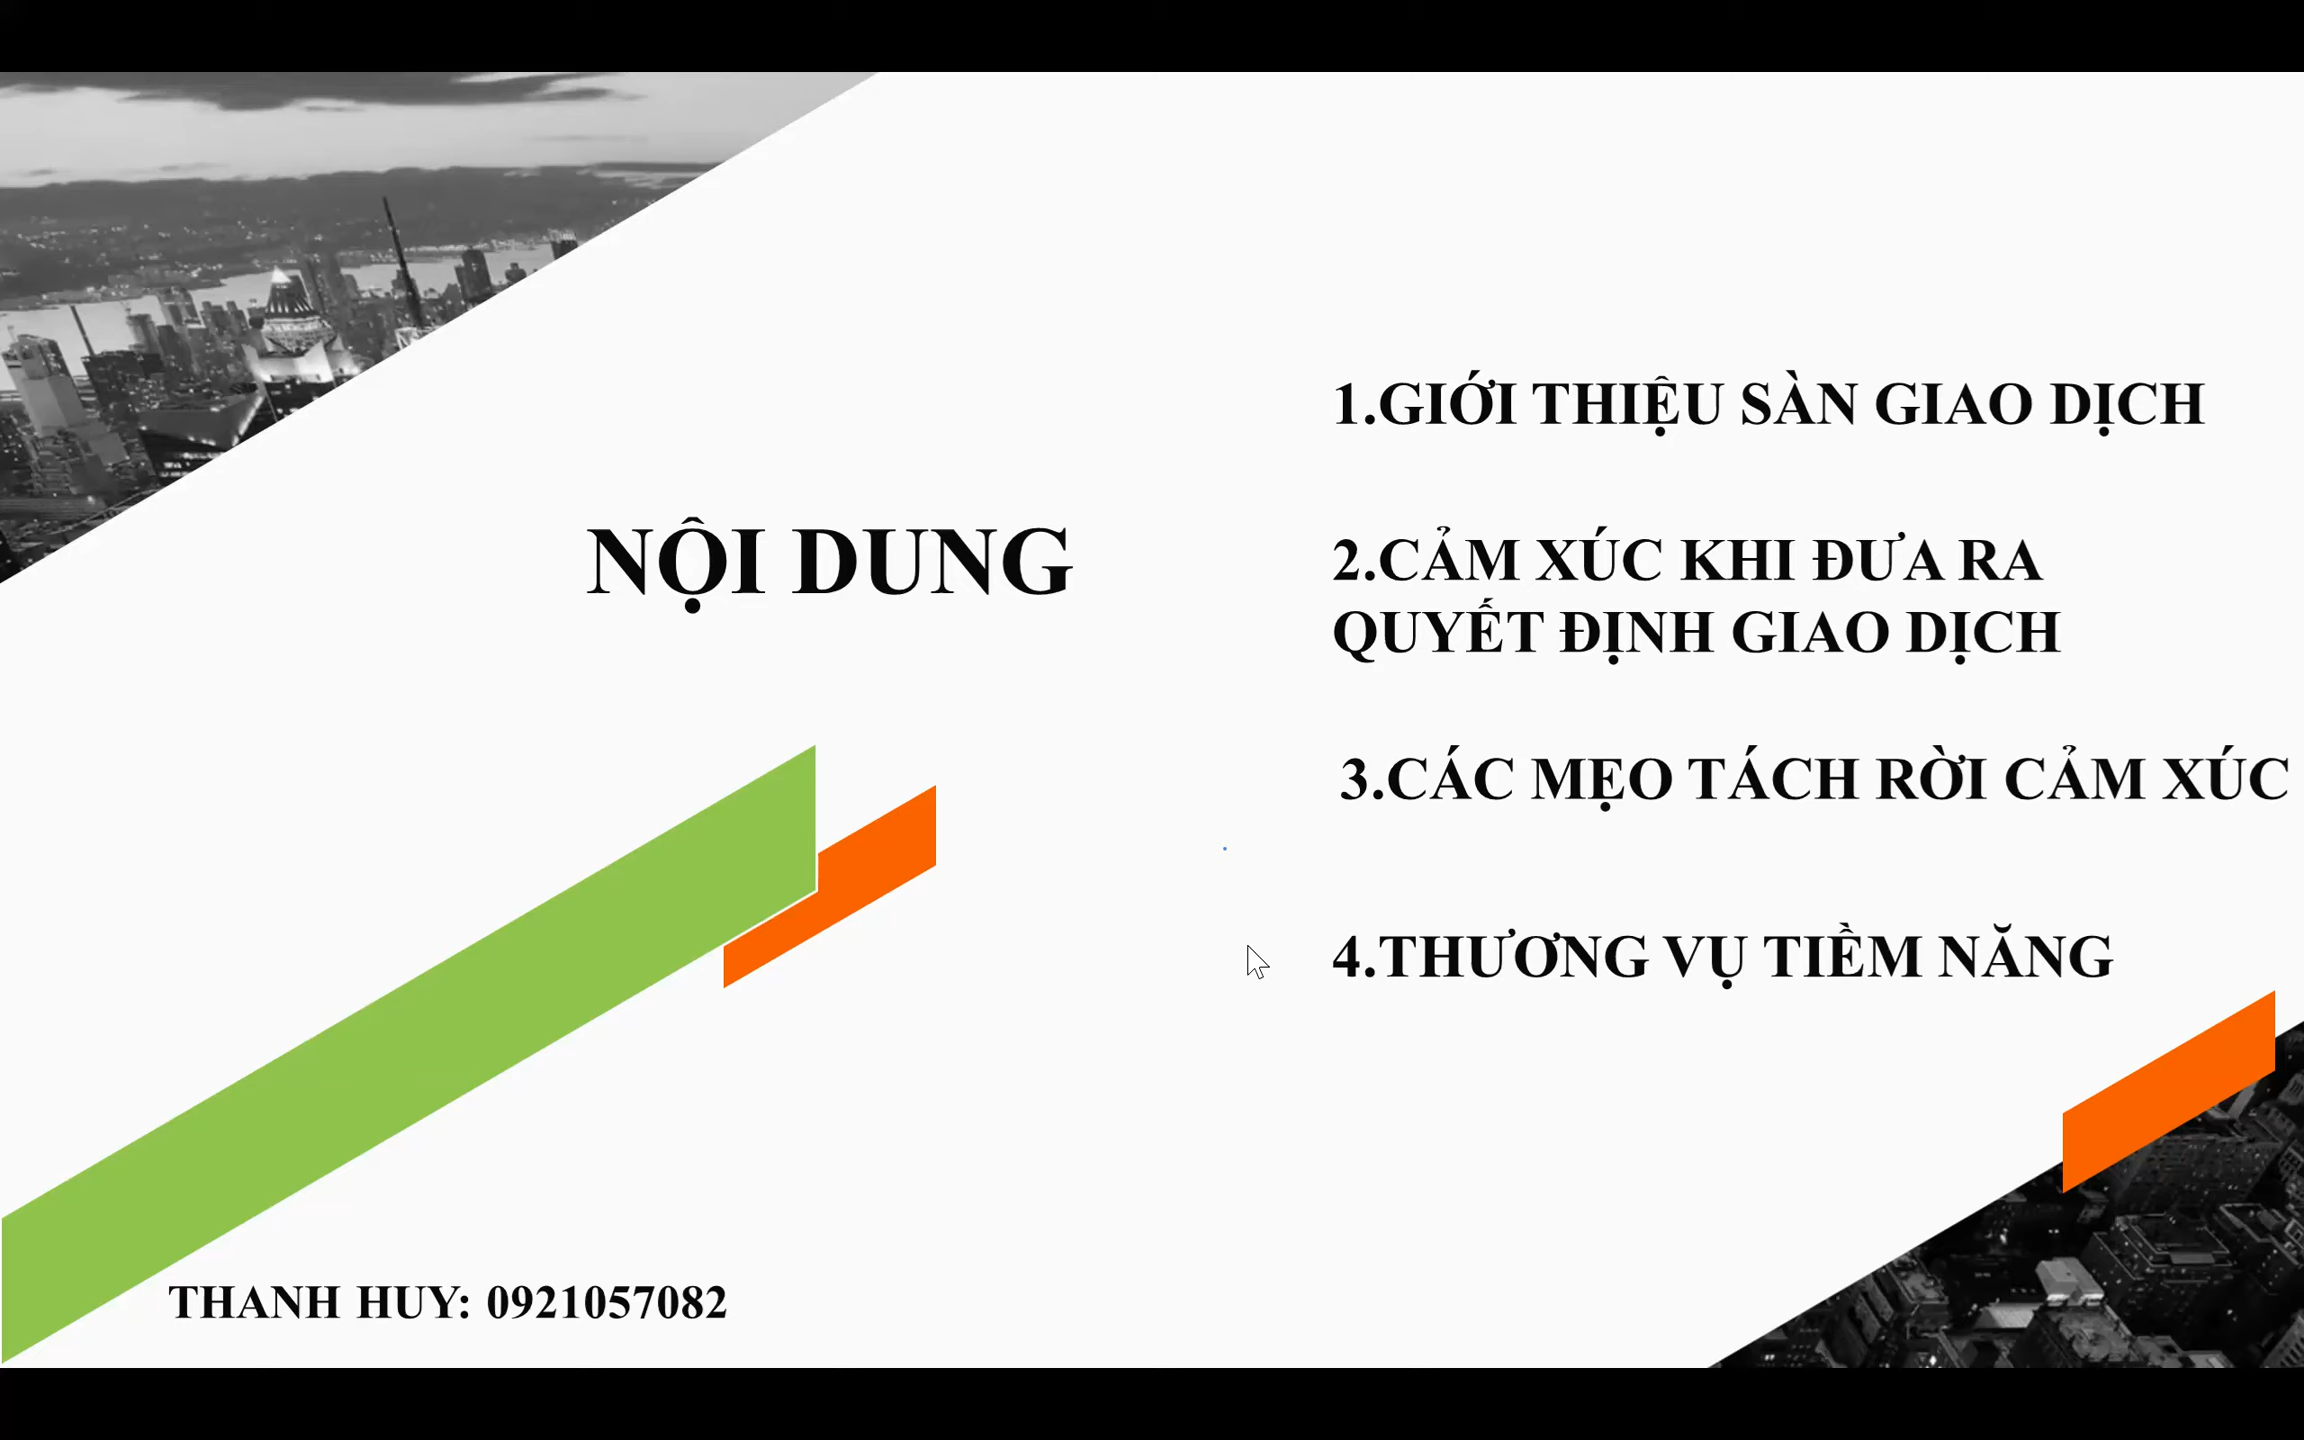 NỘI DUNG
1.GIỚI THIỆU SÀN GIAO DỊCH
2.CẢM XÚC KHI ĐƯA RA
QUYẾT ĐỊNH GIAO DỊCH
3.CÁC MẸO TÁCH RỜI CẢM XÚC
4.THƯƠNG VỤ TIỀM NĂNG
THANH HUY: 0921057082